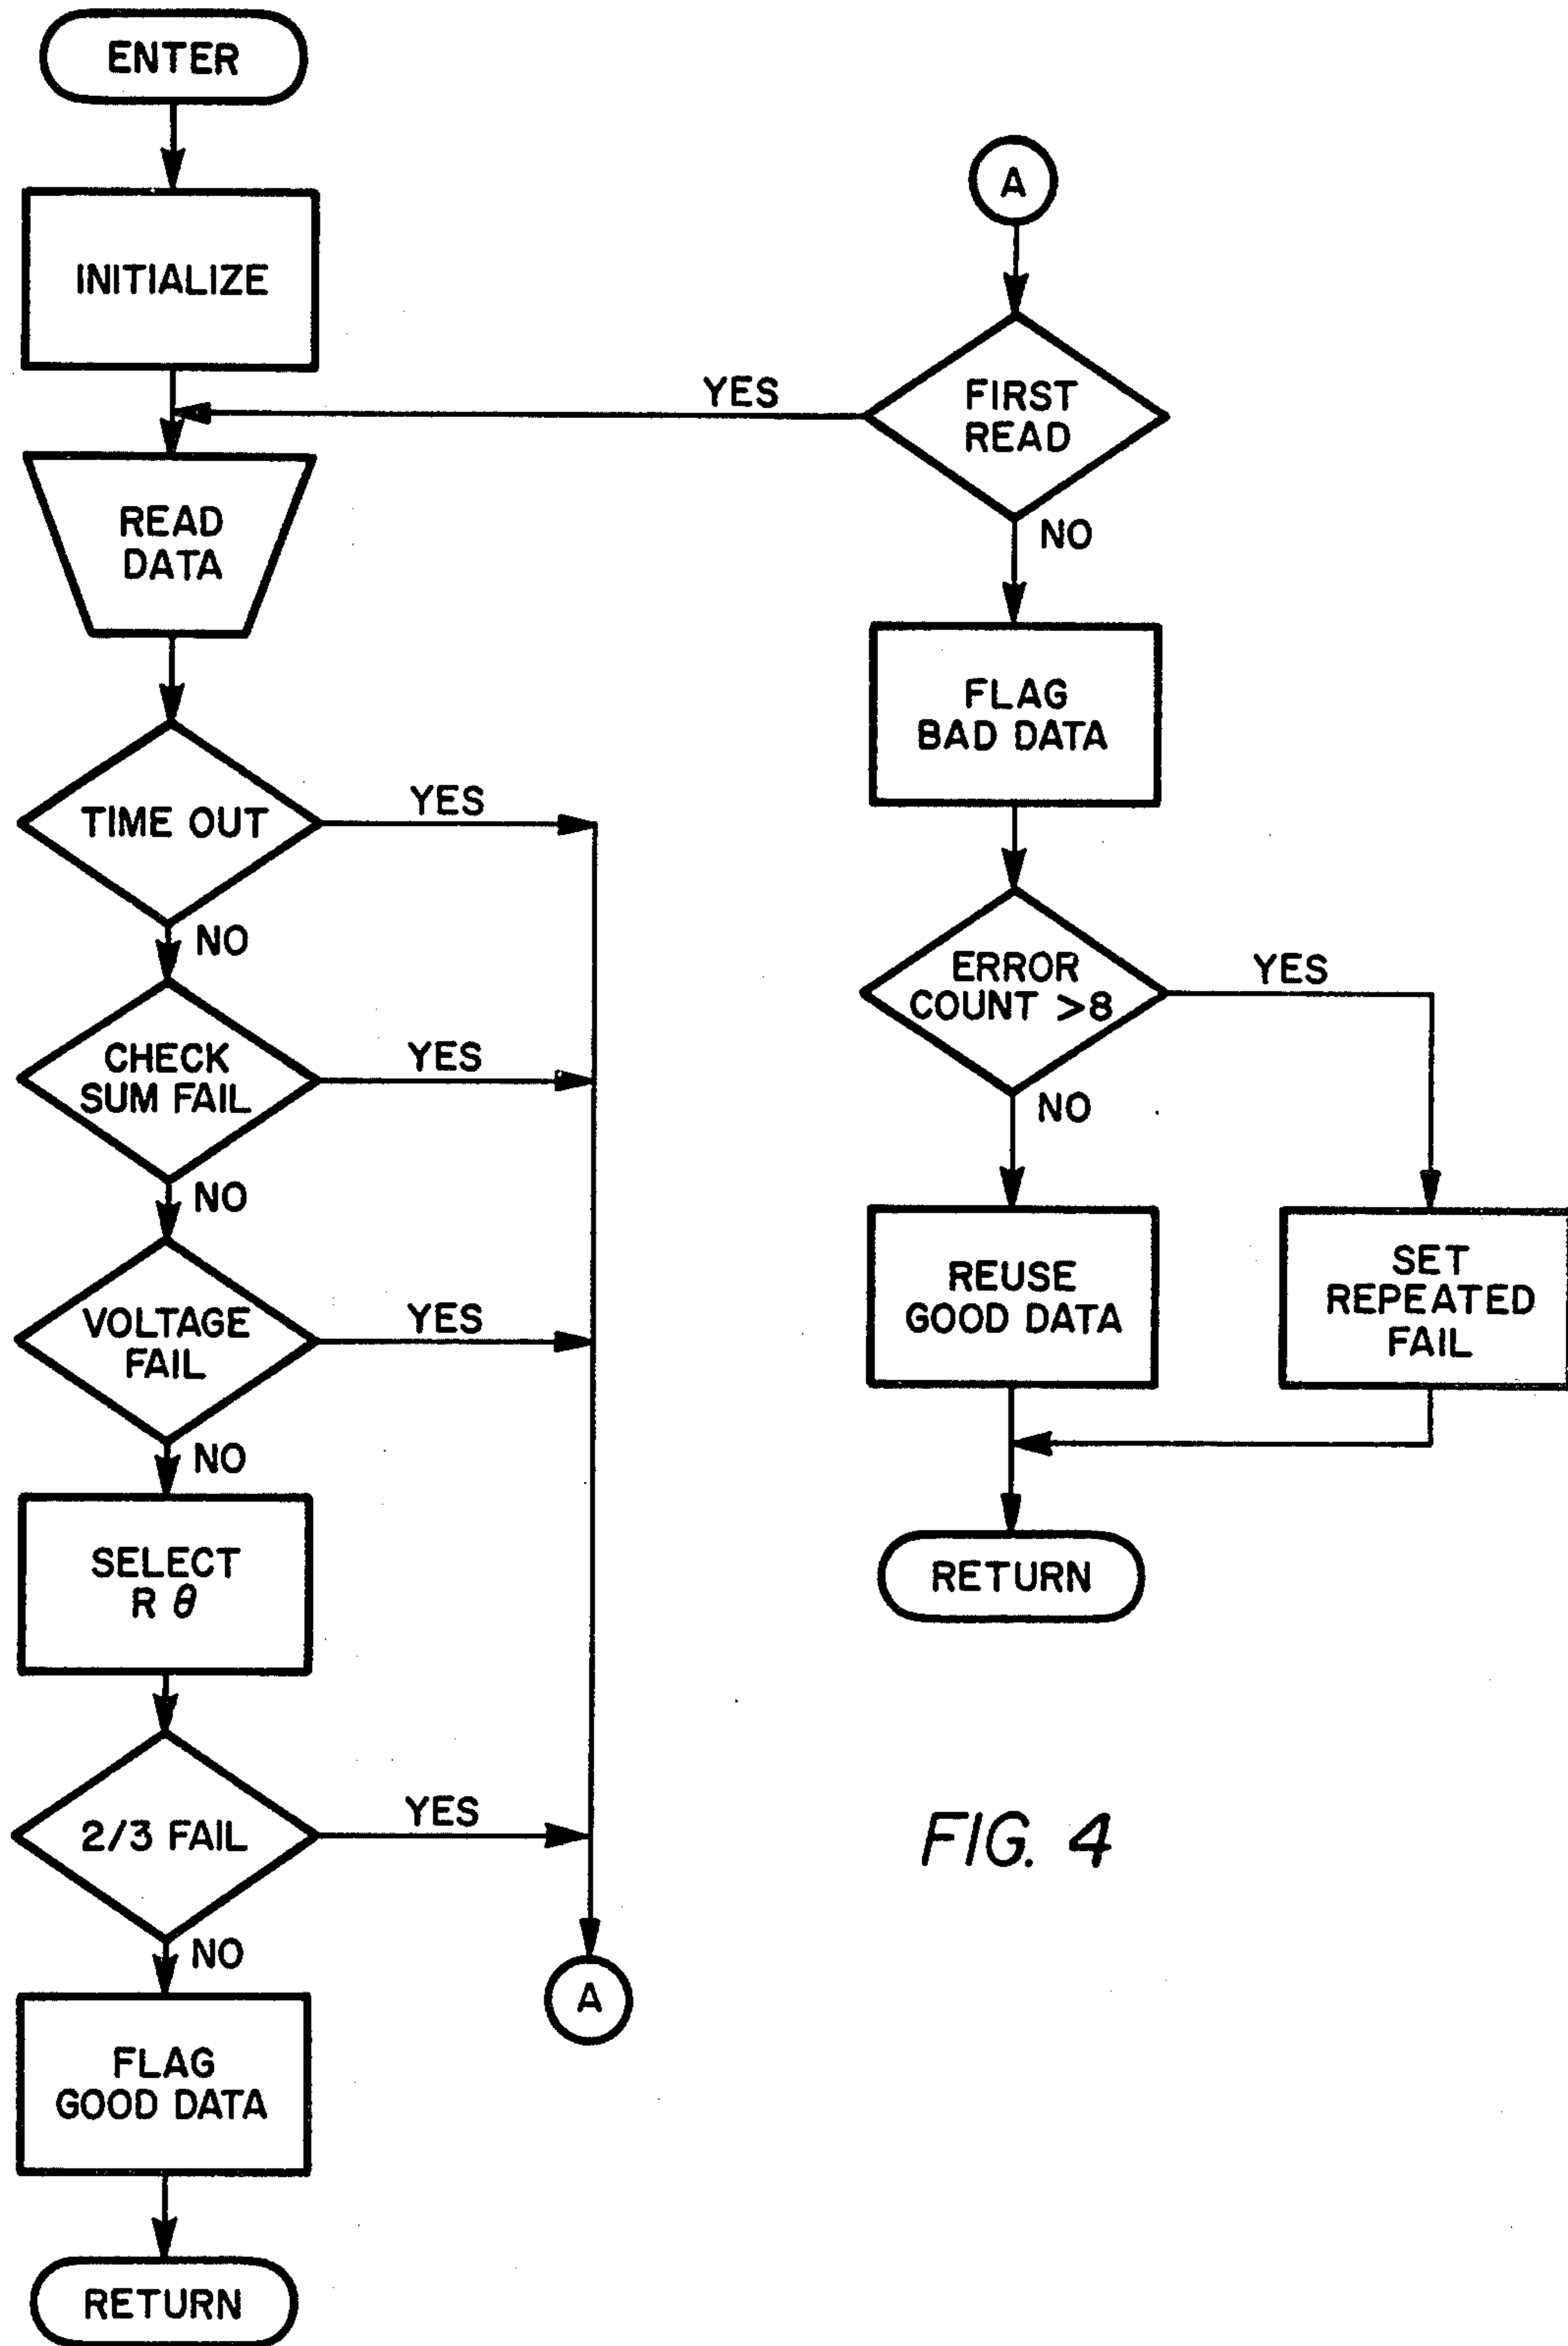 ENTER
INITIALIZE
READ
DATA
TIME OUT
YES
NO
CHECK
SUM FAIL
YES
NO
VOLTAGE
FAIL
YES
NO
SELECT
R θ
2/3 FAIL
YES
NO
A
FLAG
GOOD DATA
RETURN
A
FIRST
READ
YES
NO
FLAG
BAD DATA
ERROR
COUNT >8
YES
NO
REUSE
GOOD DATA
SET
REPEATED
FAIL
RETURN
FIG. 4